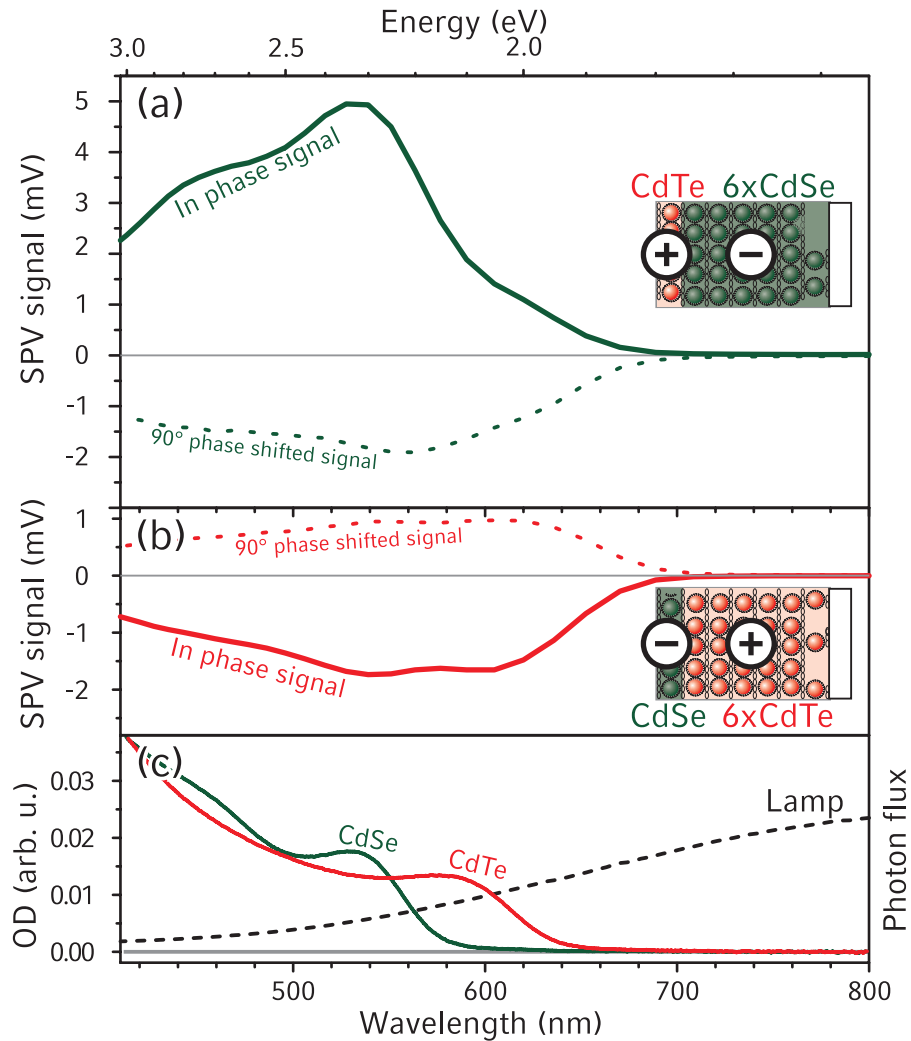 Energy (eV)
3.0 2.5 2.0
(a)
SPV signal (mV)
5
4
3
2
1
0
-1
-2
In phase signal
90° phase shifted signal
CdTe 6xCdSe
+ −
(b)
SPV signal (mV)
1
0
-1
-2
90° phase shifted signal
In phase signal
− +
CdSe 6xCdTe
(c)
OD (arb. u.)
0.03
0.02
0.01
0.00
CdSe
CdTe
Lamp
Photon flux
500 600 700 800
Wavelength (nm)